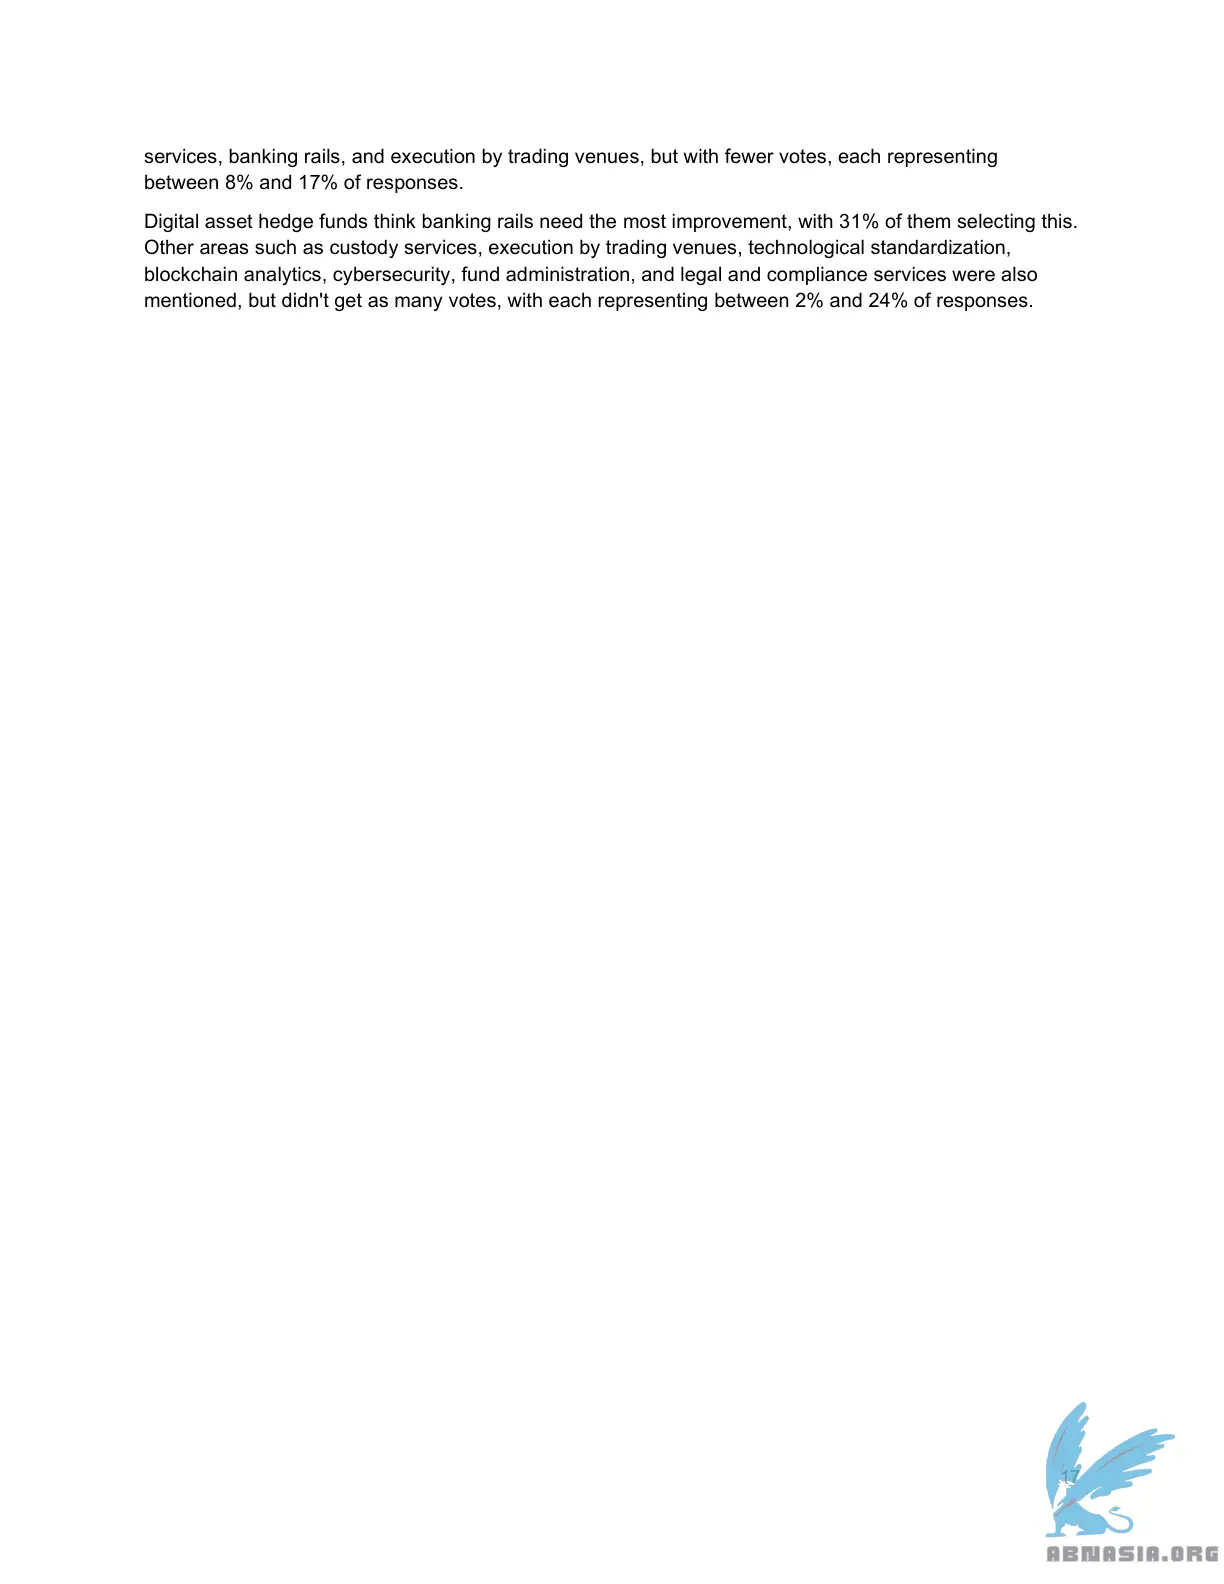 services, banking rails, and execution by trading venues, but with fewer votes, each representing
between 8% and 17% of responses.
Digital asset hedge funds think banking rails need the most improvement, with 31% of them selecting this.
Other areas such as custody services, execution by trading venues, technological standardization,
blockchain analytics, cybersecurity, fund administration, and legal and compliance services were also
mentioned, but didn't get as many votes, with each representing between 2% and 24% of responses.
17
ABNASIA.ORG